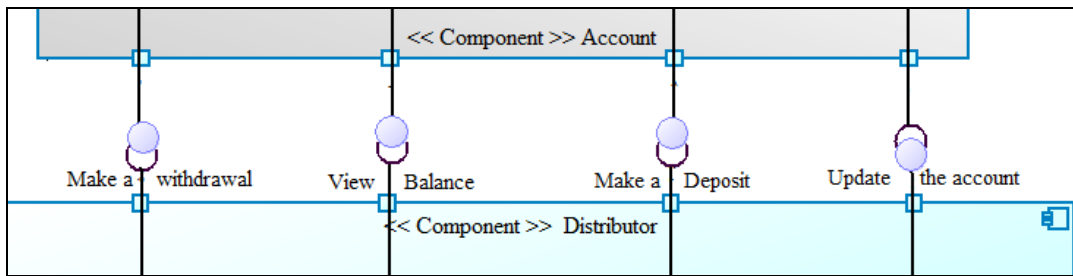 << Component >> Account
Make a withdrawal View Balance Make a Deposit Update the account
<< Component >> Distributor